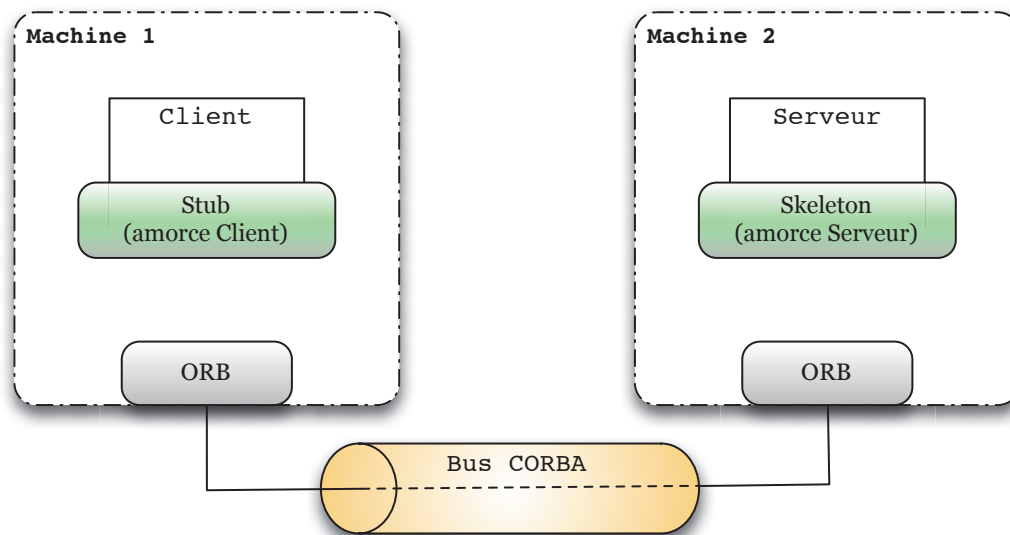 Machine 1
Client
Stub
(amorce Client)
ORB
Machine 2
Serveur
Skeleton
(amorce Serveur)
ORB
Bus CORBA